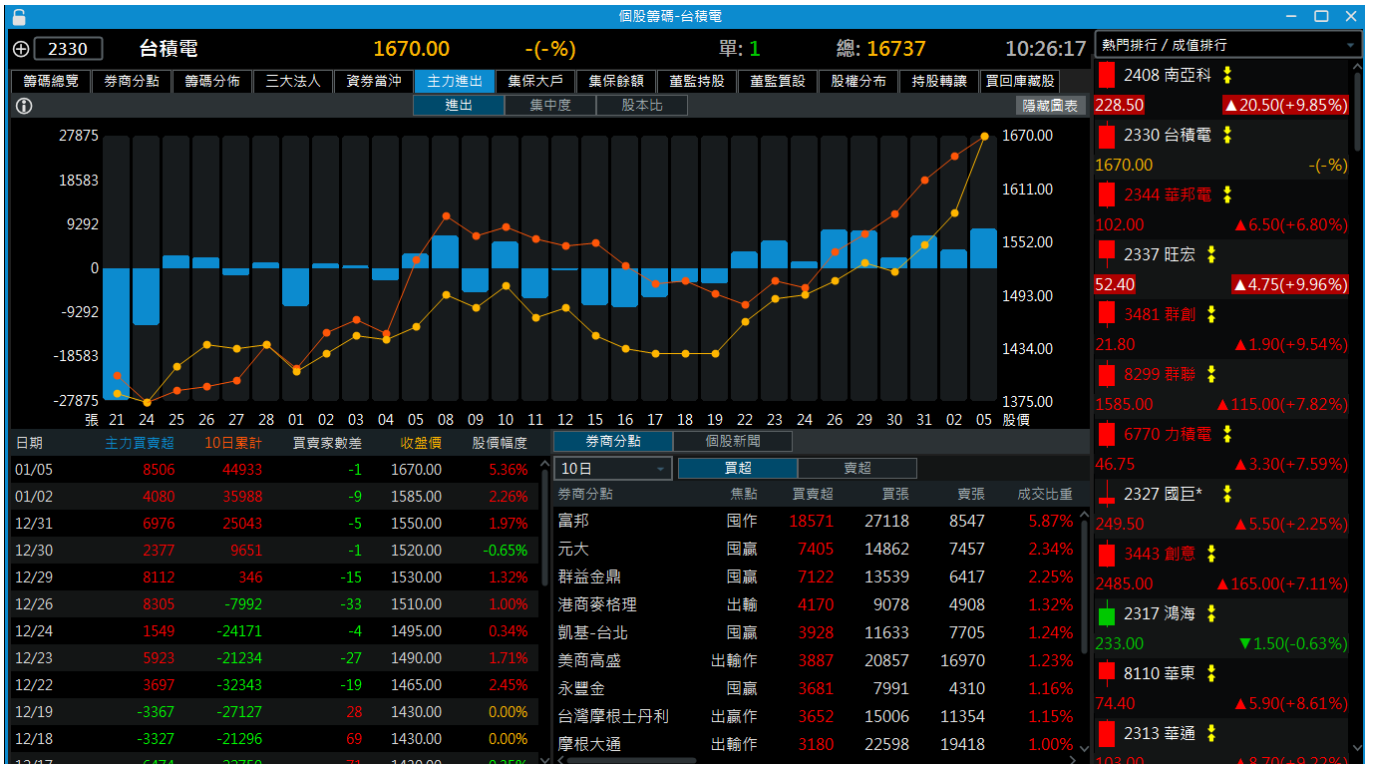 個股籌碼-台積電
2330 台積電 1670.00 -(-%) 單: 1 總: 16737 10:26:17
籌碼總覽 券商分點 籌碼分佈 三大法人 資券當沖 主力進出 集保大戶 集保餘額 董監持股 董監質設 股權分布 持股轉讓 買回庫藏股
進出 集中度 股本比 隱藏圖表
27875 1670.00
18583 1611.00
9292 1552.00
0
-9292 1493.00
-18583 1434.00
-27875 1375.00
張 21 24 25 26 27 28 01 02 03 04 05 08 09 10 11 12 15 16 17 18 19 22 23 24 26 29 30 31 02 05 股價
日期 主力買賣超 10日累計 買賣家數差 收盤價 股價幅度
01/05 8506 44933 -1 1670.00 5.36%
01/02 4080 35988 -9 1585.00 2.26%
12/31 6976 25043 -5 1550.00 1.97%
12/30 2377 9651 -1 1520.00 -0.65%
12/29 8112 346 -15 1530.00 1.32%
12/26 8305 -7992 -33 1510.00 1.00%
12/24 1549 -24171 -4 1495.00 0.34%
12/23 5923 -21234 -27 1490.00 1.71%
12/22 3697 -32343 -19 1465.00 2.45%
12/19 -3367 -27127 28 1430.00 0.00%
12/18 -3327 -21296 69 1430.00 0.00%
券商分點 個股新聞
10日 買超 賣超
券商分點 焦點 買賣超 買張 賣張 成交比重
富邦 囤作 18571 27118 8547 5.87%
元大 囤贏 7405 14862 7457 2.34%
群益金鼎 囤贏 7122 13539 6417 2.25%
港商麥格理 出輸 4170 9078 4908 1.32%
凱基-台北 囤贏 3928 11633 7705 1.24%
美商高盛 出輸作 3887 20857 16970 1.23%
永豐金 囤贏 3681 7991 4310 1.16%
台灣摩根士丹利 出贏作 3652 15006 11354 1.15%
摩根大通 出輸作 3180 22598 19418 1.00%
熱門排行 / 成值排行
2408 南亞科
228.50 ▲20.50(+9.85%)
2330 台積電
1670.00 -(-%)
2344 華邦電
102.00 ▲6.50(+6.80%)
2337 旺宏
52.40 ▲4.75(+9.96%)
3481 群創
21.80 ▲1.90(+9.54%)
8299 群聯
1585.00 ▲115.00(+7.82%)
6770 力積電
46.75 ▲3.30(+7.59%)
2327 國巨*
249.50 ▲5.50(+2.25%)
3443 創意
2485.00 ▲165.00(+7.11%)
2317 鴻海
233.00 ▼1.50(-0.63%)
8110 華東
74.40 ▲5.90(+8.61%)
2313 華通